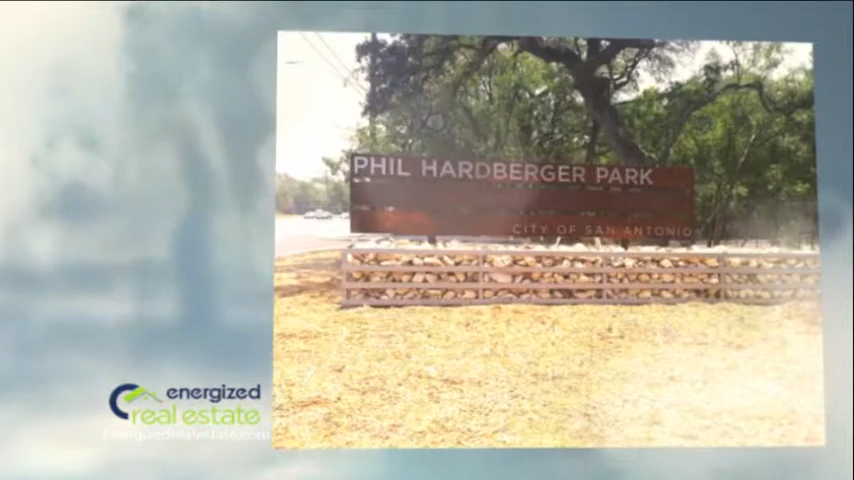 PHIL HARDBERGER PARK
CITY OF SAN ANTONIO
energized
real estate